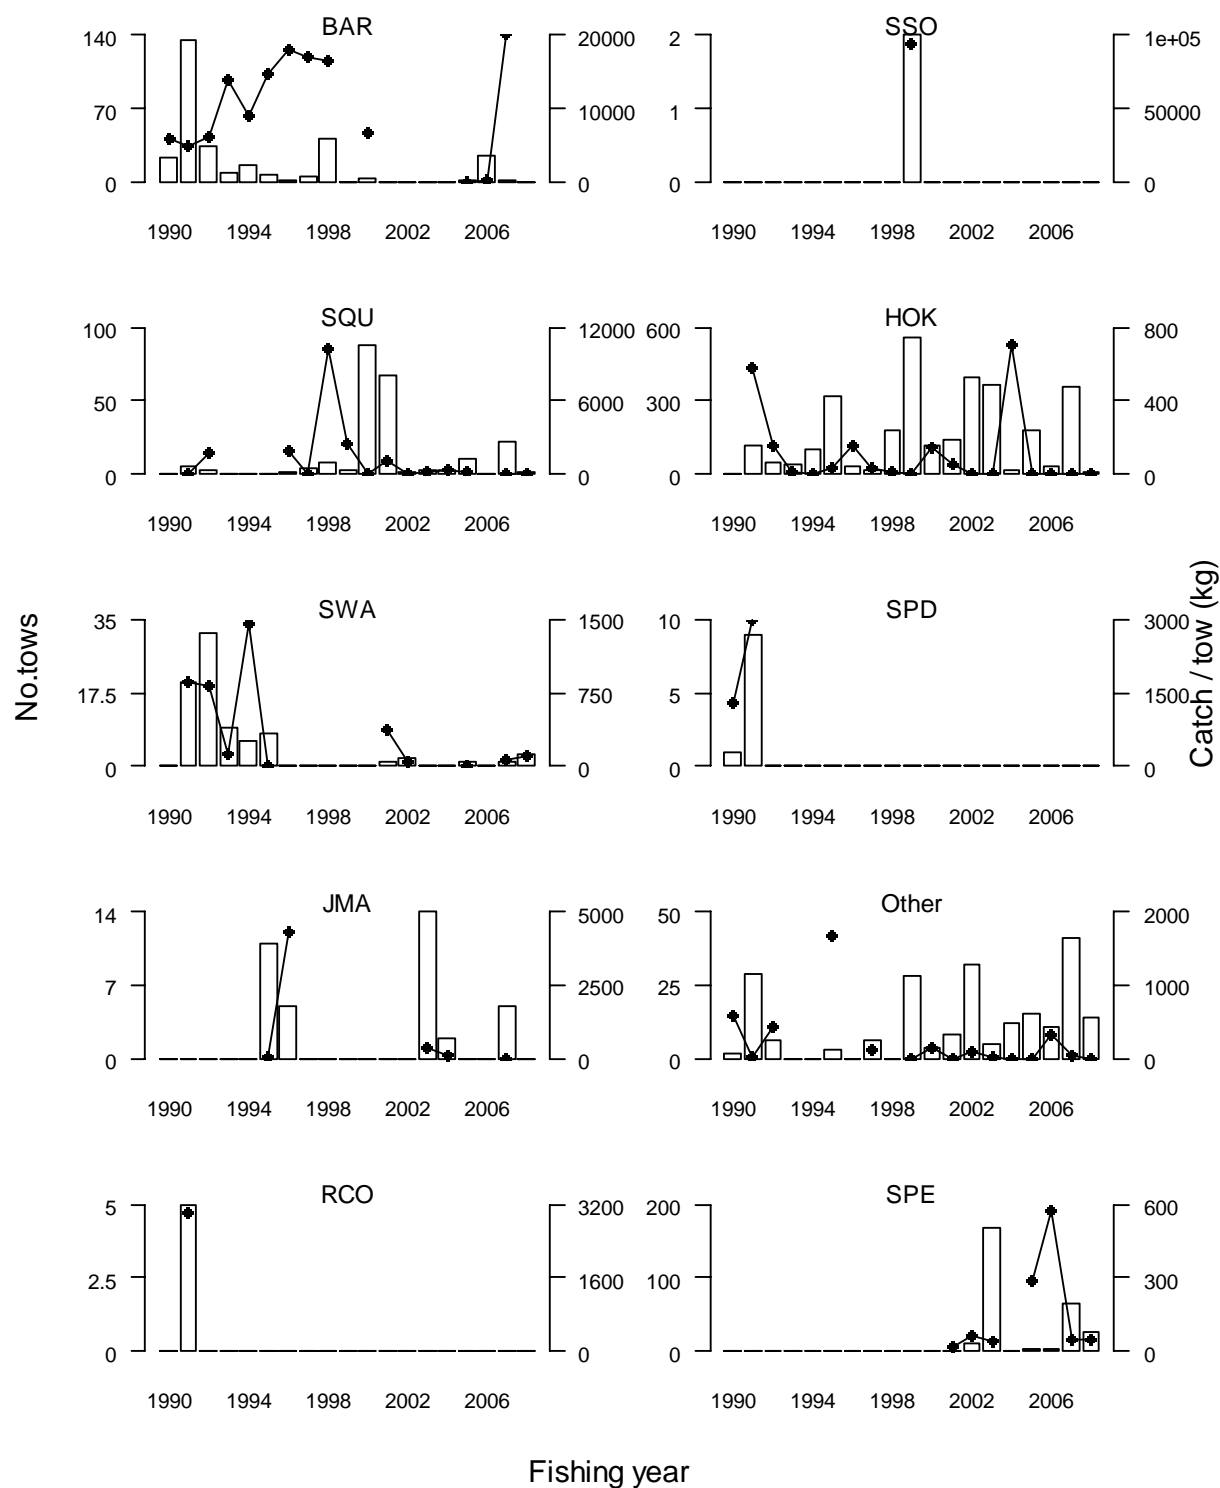 BAR SSO
140 20000 2 1e+05
70 10000 1 50000
0 0 0 0
1990 1994 1998 2002 2006 1990 1994 1998 2002 2006
SQU HOK
100 12000 600 800
50 6000 300 400
0 0 0 0
1990 1994 1998 2002 2006 1990 1994 1998 2002 2006
SWA SPD
35 1500 10 3000
17.5 750 5 1500
0 0 0 0
1990 1994 1998 2002 2006 1990 1994 1998 2002 2006
No.tows
Catch / tow (kg)
JMA Other
14 5000 50 2000
7 2500 25 1000
0 0 0 0
1990 1994 1998 2002 2006 1990 1994 1998 2002 2006
RCO SPE
5 3200 200 600
2.5 1600 100 300
0 0 0 0
1990 1994 1998 2002 2006 1990 1994 1998 2002 2006
Fishing year